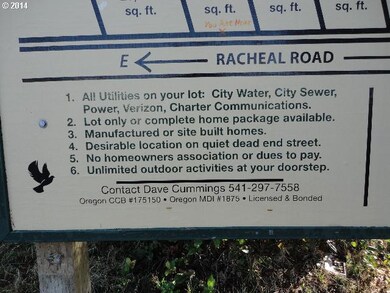 © 2014
sq. ft.
sq. ft.
sq. ft.
sq. ft.
You Are Here
E
RACHEAL ROAD
1. All Utilities on your lot: City Water, City Sewer,
Power, Verizon, Charter Communications.
2. Lot only or complete home package available.
3. Manufactured or site built homes.
4. Desirable location on quiet dead end street.
5. No homeowners association or dues to pay.
6. Unlimited outdoor activities at your doorstep.
Contact Dave Cummings 541-297-7558
Oregon CCB #175150 • Oregon MDI #1875 • Licensed & Bonded